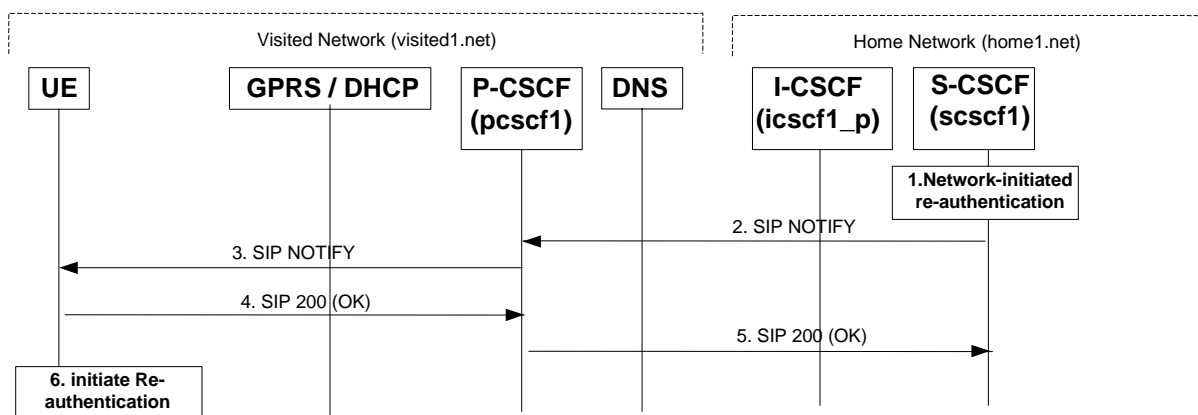 Visited Network (visited1.net)
Home Network (home1.net)
UE
GPRS / DHCP
P-CSCF
(pcscf1)
DNS
I-CSCF
(icscf1_p)
S-CSCF
(scscf1)
1.Network-initiated
re-authentication
2. SIP NOTIFY
3. SIP NOTIFY
4. SIP 200 (OK)
5. SIP 200 (OK)
6. initiate Re-
authentication